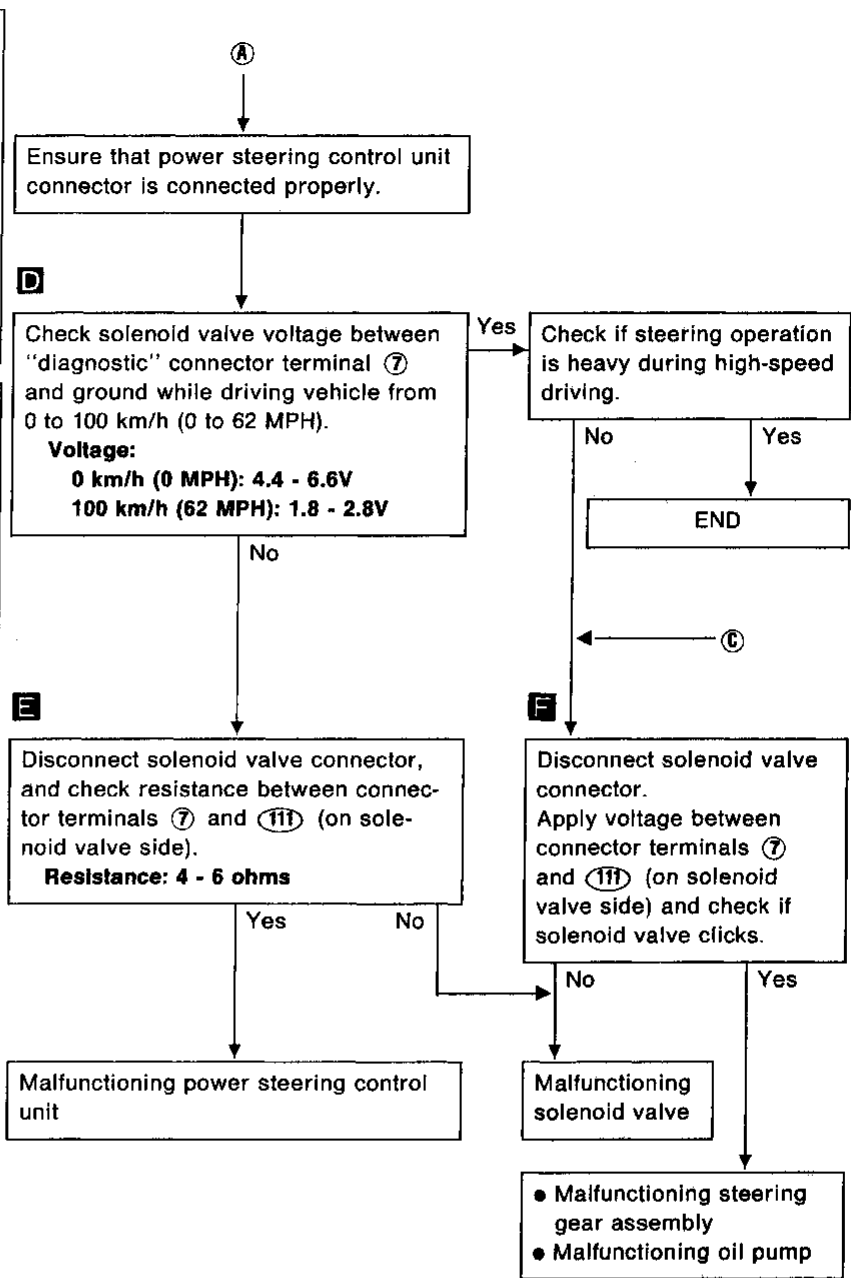 Ⓐ
Ensure that power steering control unit
connector is connected properly.
D
Check solenoid valve voltage between
"diagnostic" connector terminal ⑦
and ground while driving vehicle from
0 to 100 km/h (0 to 62 MPH).
Voltage:
0 km/h (0 MPH): 4.4 - 6.6V
100 km/h (62 MPH): 1.8 - 2.8V
Yes
Check if steering operation
is heavy during high-speed
driving.
No
Yes
END
No
Ⓒ
E
Disconnect solenoid valve connector,
and check resistance between connec-
tor terminals ⑦ and (111) (on sole-
noid valve side).
Resistance: 4 - 6 ohms
F
Disconnect solenoid valve
connector.
Apply voltage between
connector terminals ⑦
and (111) (on solenoid
valve side) and check if
solenoid valve clicks.
Yes
No
No
Yes
Malfunctioning power steering control
unit
Malfunctioning
solenoid valve
● Malfunctioning steering
gear assembly
● Malfunctioning oil pump